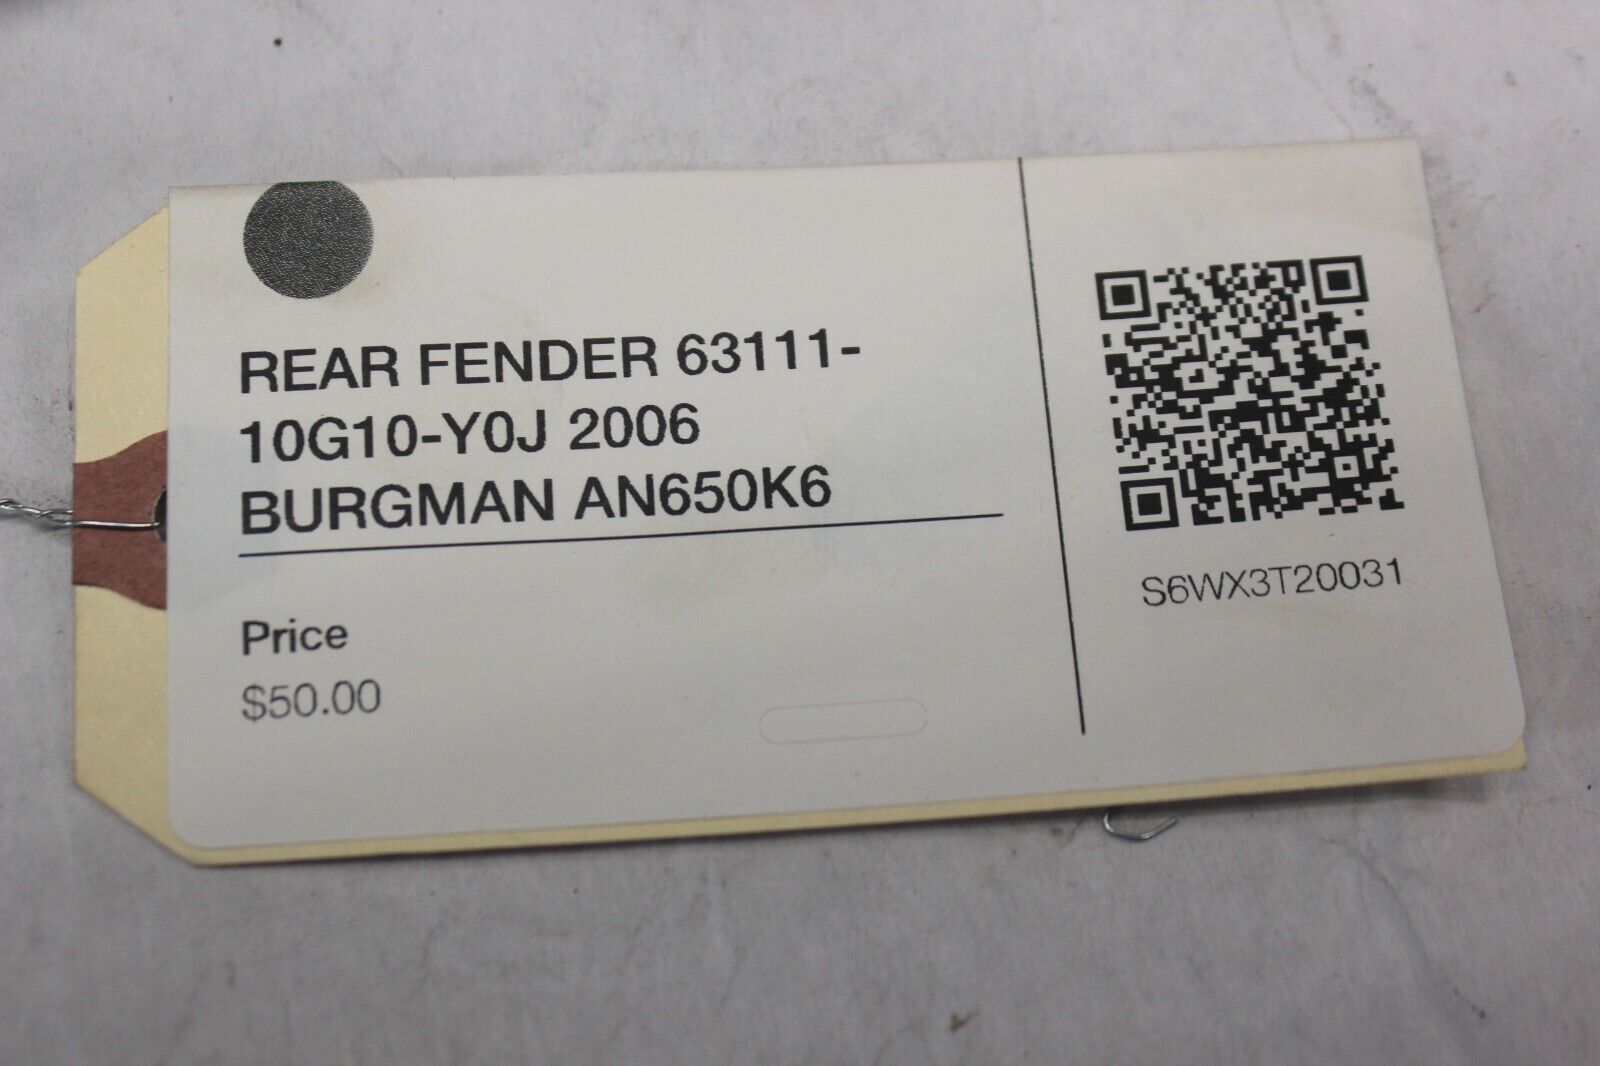 REAR FENDER 63111-
10G10-Y0J 2006
BURGMAN AN650K6
Price
$50.00
S6WX3T20031